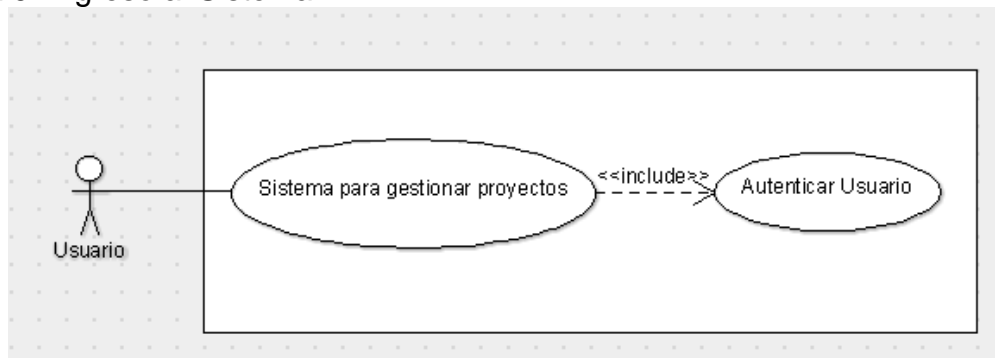 Sistema para gestionar proyectos
<<include>>
Autenticar Usuario
Usuario